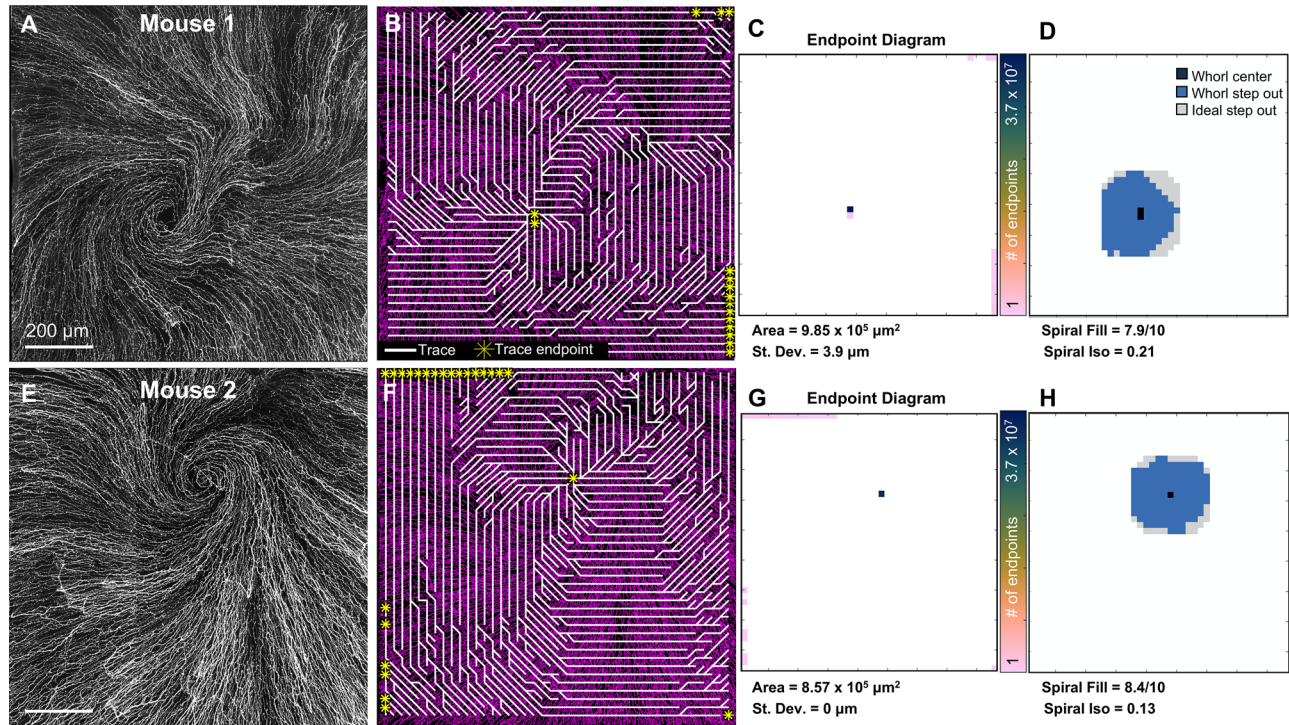 A
Mouse 1
200 µm
B
Trace
Trace endpoint
C
Endpoint Diagram
3.7 x 10⁷
# of endpoints
1
Area = 9.85 x 10⁵ µm²
St. Dev. = 3.9 µm
D
Whorl center
Whorl step out
Ideal step out
Spiral Fill = 7.9/10
Spiral Iso = 0.21
E
Mouse 2
F
G
Endpoint Diagram
3.7 x 10⁷
# of endpoints
1
Area = 8.57 x 10⁵ µm²
St. Dev. = 0 µm
H
Spiral Fill = 8.4/10
Spiral Iso = 0.13